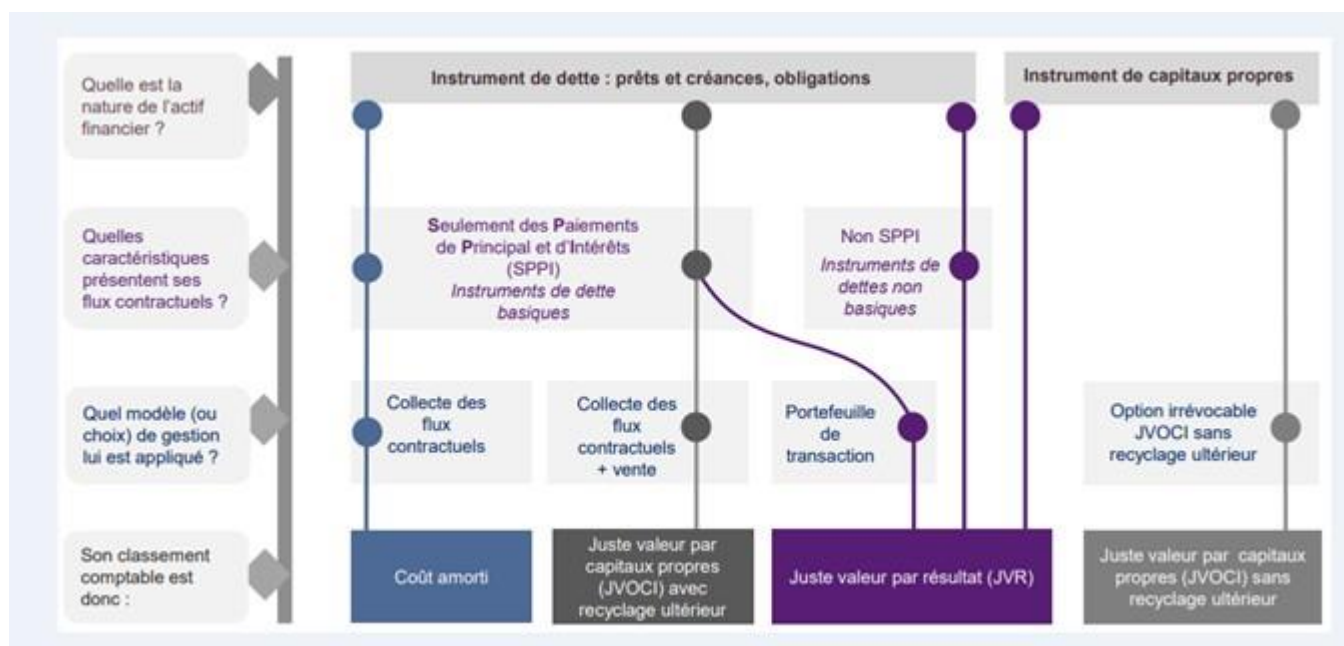 Quelle est la
nature de l'actif
financier ?
Instrument de dette : prêts et créances, obligations
Instrument de capitaux propres
Quelles
caractéristiques
présentent ses
flux contractuels ?
Seulement des Paiements
de Principal et d'Intérêts
(SPPI)
Instruments de dette
basiques
Non SPPI
Instruments de
dettes non
basiques
Quel modèle (ou
choix) de gestion
lui est appliqué ?
Collecte des
flux
contractuels
Collecte des
flux
contractuels
+ vente
Portefeuille
de
transaction
Option irrévocable
JVOCI sans
recyclage ultérieur
Son classement
comptable est
donc :
Coût amorti
Juste valeur par
capitaux propres
(JVOCI) avec
recyclage ultérieur
Juste valeur par résultat (JVR)
Juste valeur par capitaux
propres (JVOCI) sans
recyclage ultérieur